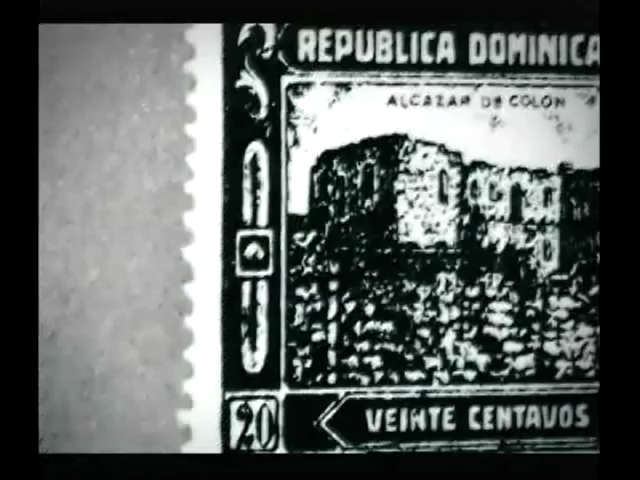 REPUBLICA DOMINICA
ALCAZAR DE COLON
20
VEINTE CENTAVOS